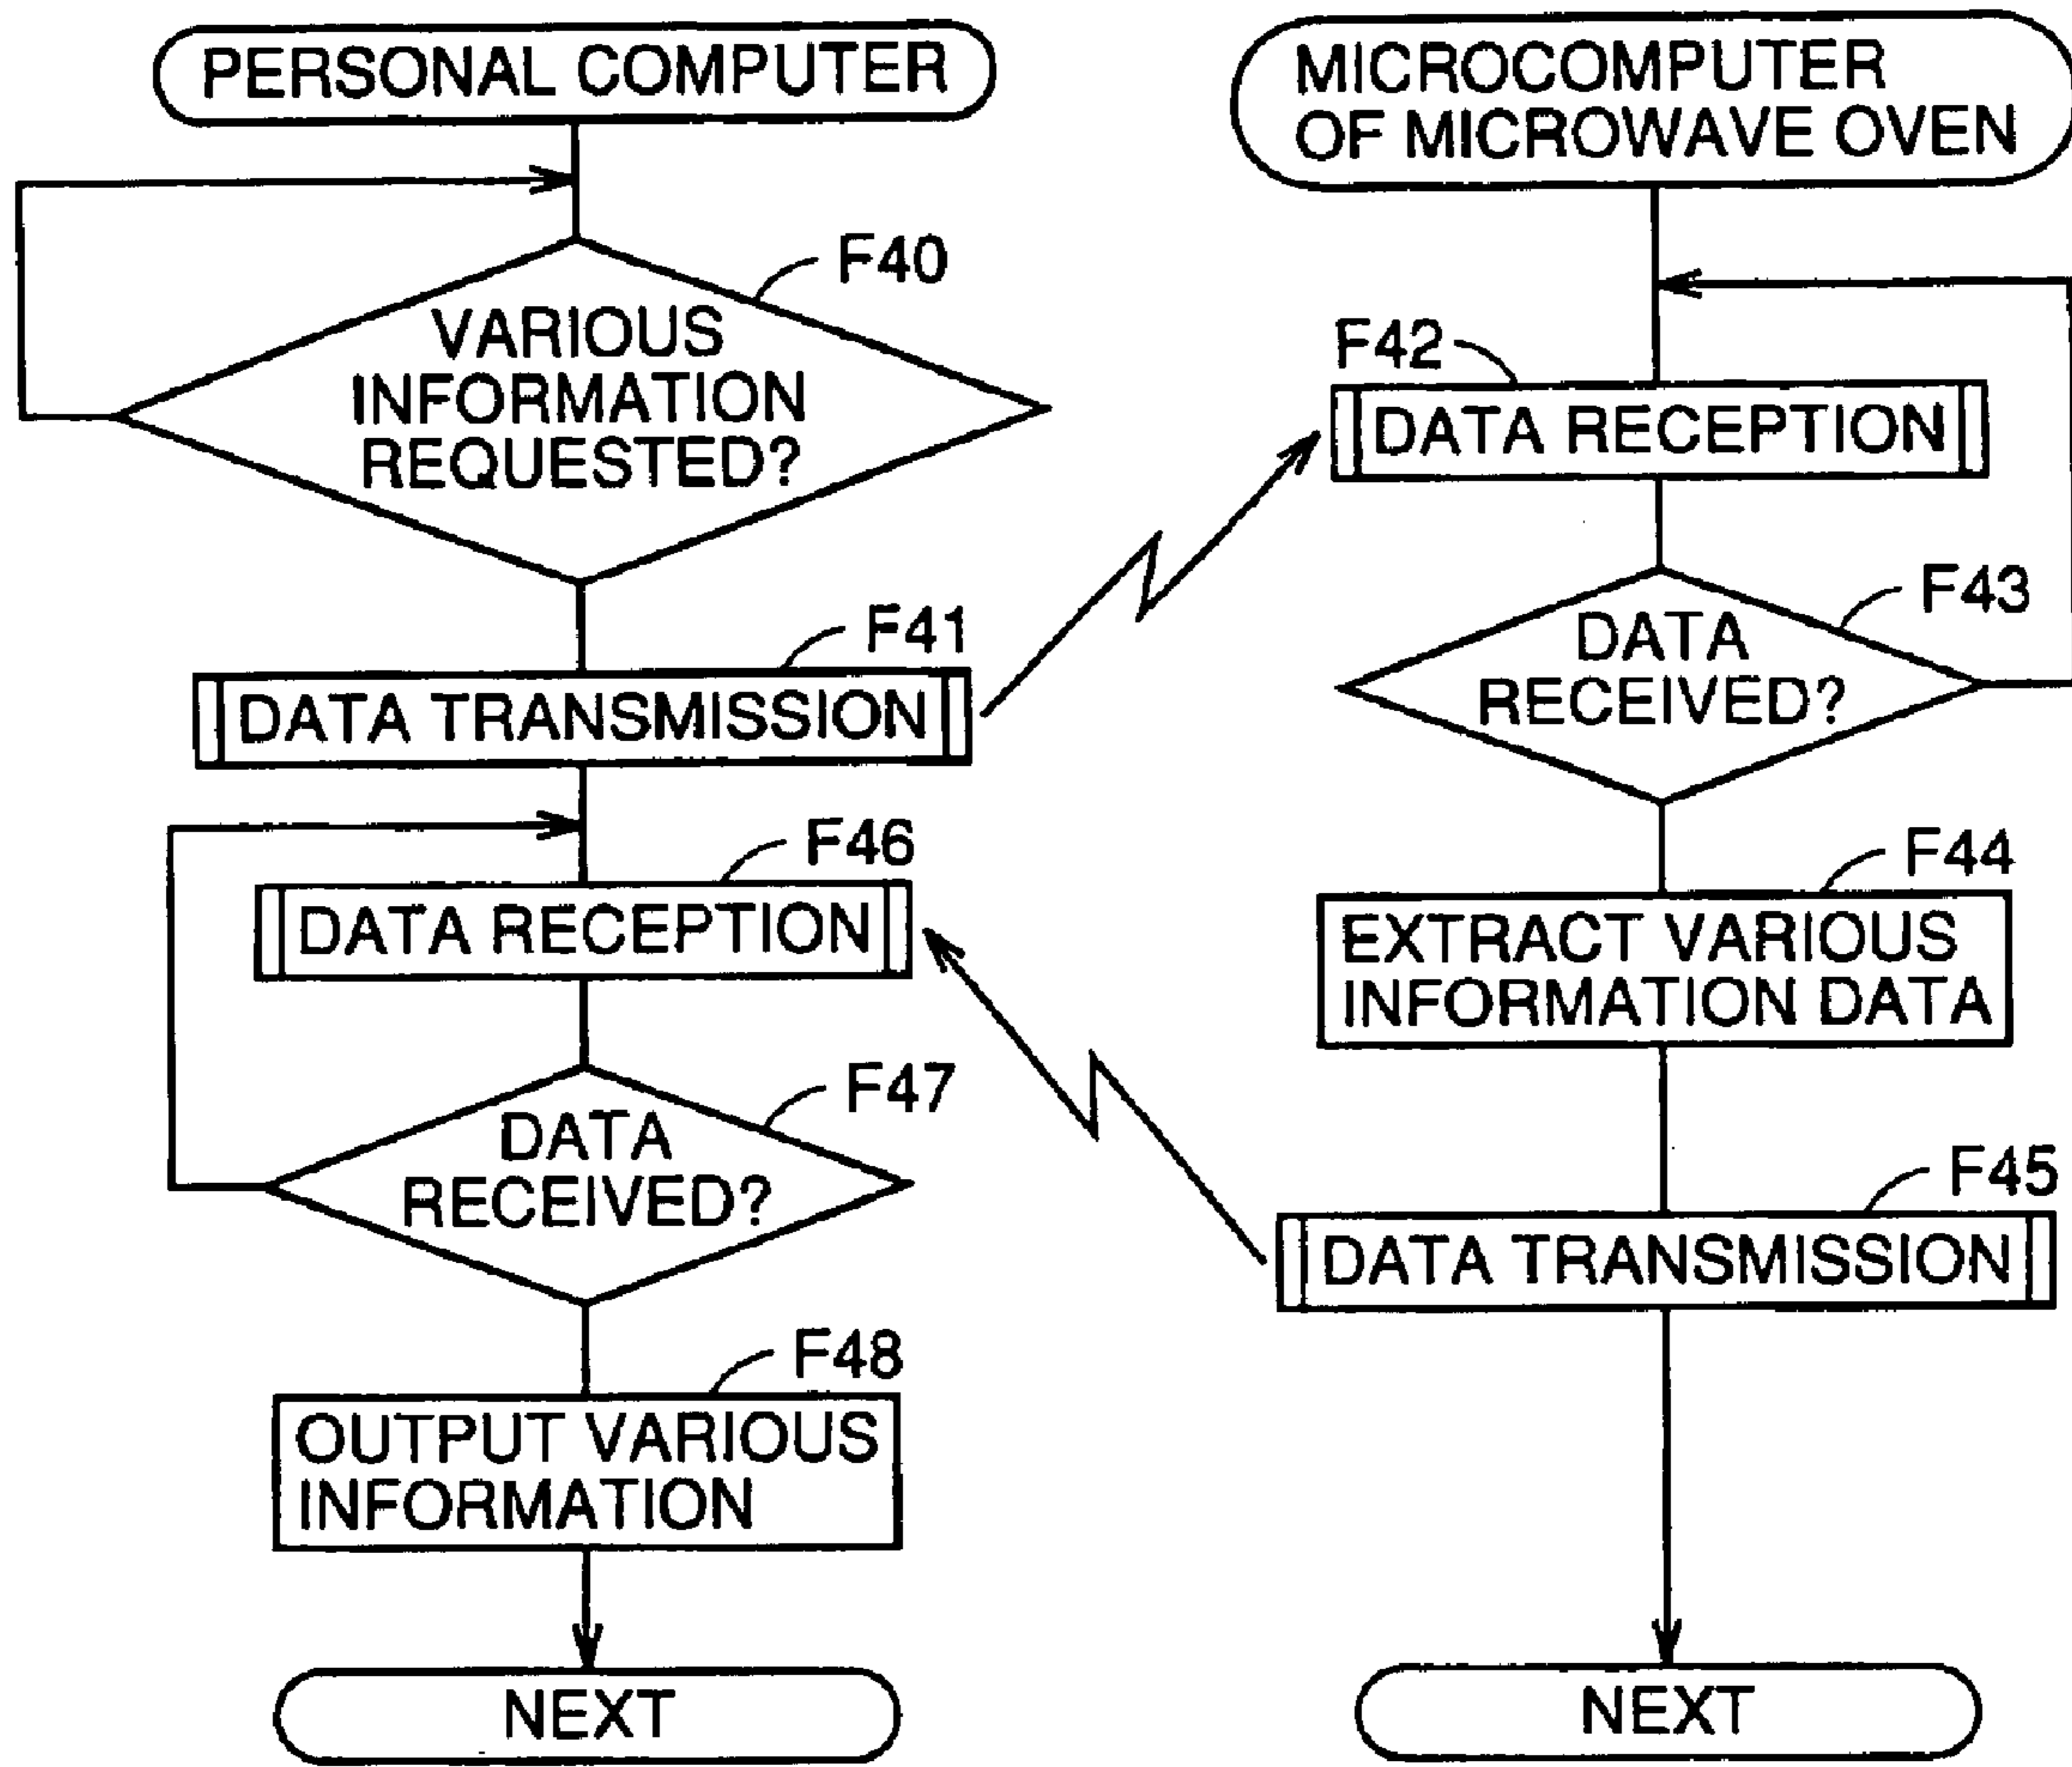 PERSONAL COMPUTER
F40
VARIOUS
INFORMATION
REQUESTED?
F41
DATA TRANSMISSION
F46
DATA RECEPTION
F47
DATA
RECEIVED?
F48
OUTPUT VARIOUS
INFORMATION
NEXT
MICROCOMPUTER
OF MICROWAVE OVEN
F42
DATA RECEPTION
F43
DATA
RECEIVED?
F44
EXTRACT VARIOUS
INFORMATION DATA
F45
DATA TRANSMISSION
NEXT